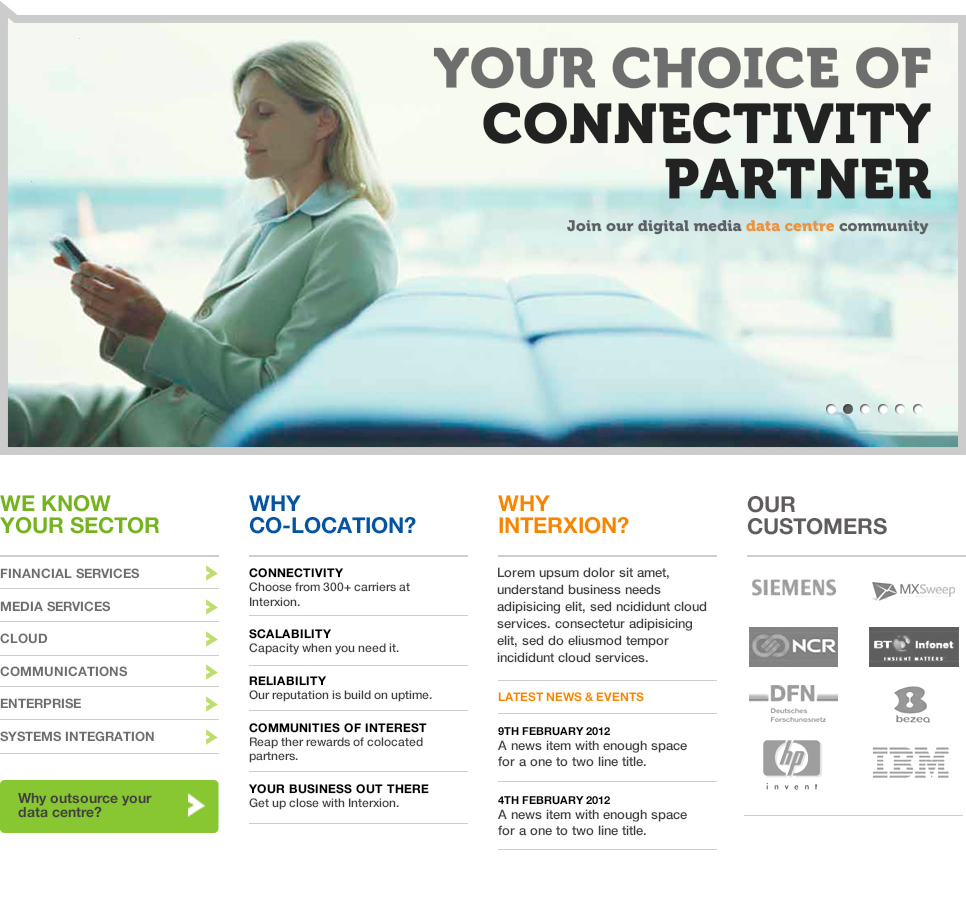 YOUR CHOICE OF
CONNECTIVITY
PARTNER
Join our digital media data centre community
WE KNOW
YOUR SECTOR
FINANCIAL SERVICES
MEDIA SERVICES
CLOUD
COMMUNICATIONS
ENTERPRISE
SYSTEMS INTEGRATION
Why outsource your
data centre?
WHY
CO-LOCATION?
CONNECTIVITY
Choose from 300+ carriers at
Interxion.
SCALABILITY
Capacity when you need it.
RELIABILITY
Our reputation is build on uptime.
COMMUNITIES OF INTEREST
Reap ther rewards of colocated
partners.
YOUR BUSINESS OUT THERE
Get up close with Interxion.
WHY
INTERXION?
Lorem upsum dolor sit amet,
understand business needs
adipisicing elit, sed ncididunt cloud
services. consectetur adipisicing
elit, sed do eliusmod tempor
incididunt cloud services.
LATEST NEWS & EVENTS
9TH FEBRUARY 2012
A news item with enough space
for a one to two line title.
4TH FEBRUARY 2012
A news item with enough space
for a one to two line title.
OUR
CUSTOMERS
SIEMENS
MXSweep
NCR
BT Infonet
INSIGHT MATTERS
DFN
Deutsches
Forschungsnetz
bezeq
hp
invent
IBM